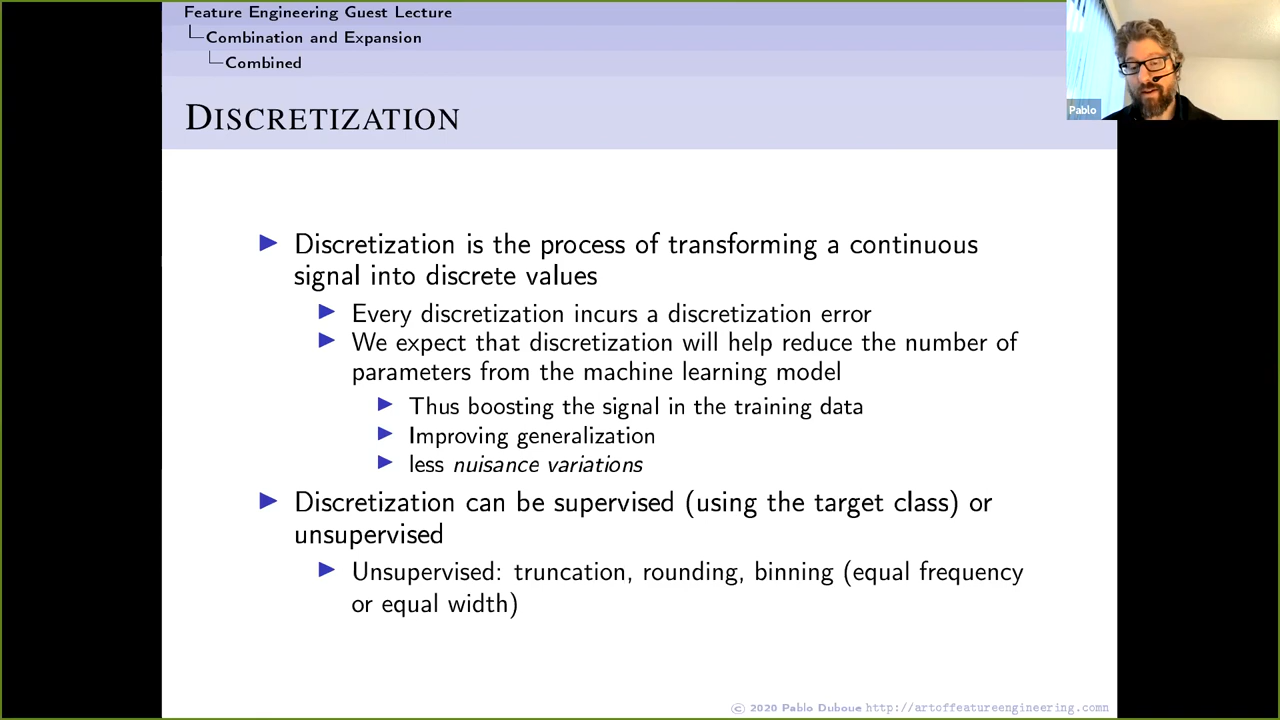 Feature Engineering Guest Lecture
Combination and Expansion
Combined
DISCRETIZATION
Pablo
Discretization is the process of transforming a continuous
signal into discrete values
Every discretization incurs a discretization error
We expect that discretization will help reduce the number of
parameters from the machine learning model
Thus boosting the signal in the training data
Improving generalization
less nuisance variations
Discretization can be supervised (using the target class) or
unsupervised
Unsupervised: truncation, rounding, binning (equal frequency
or equal width)
© 2020 Pablo Duboue http://artoffeatureengineering.comn